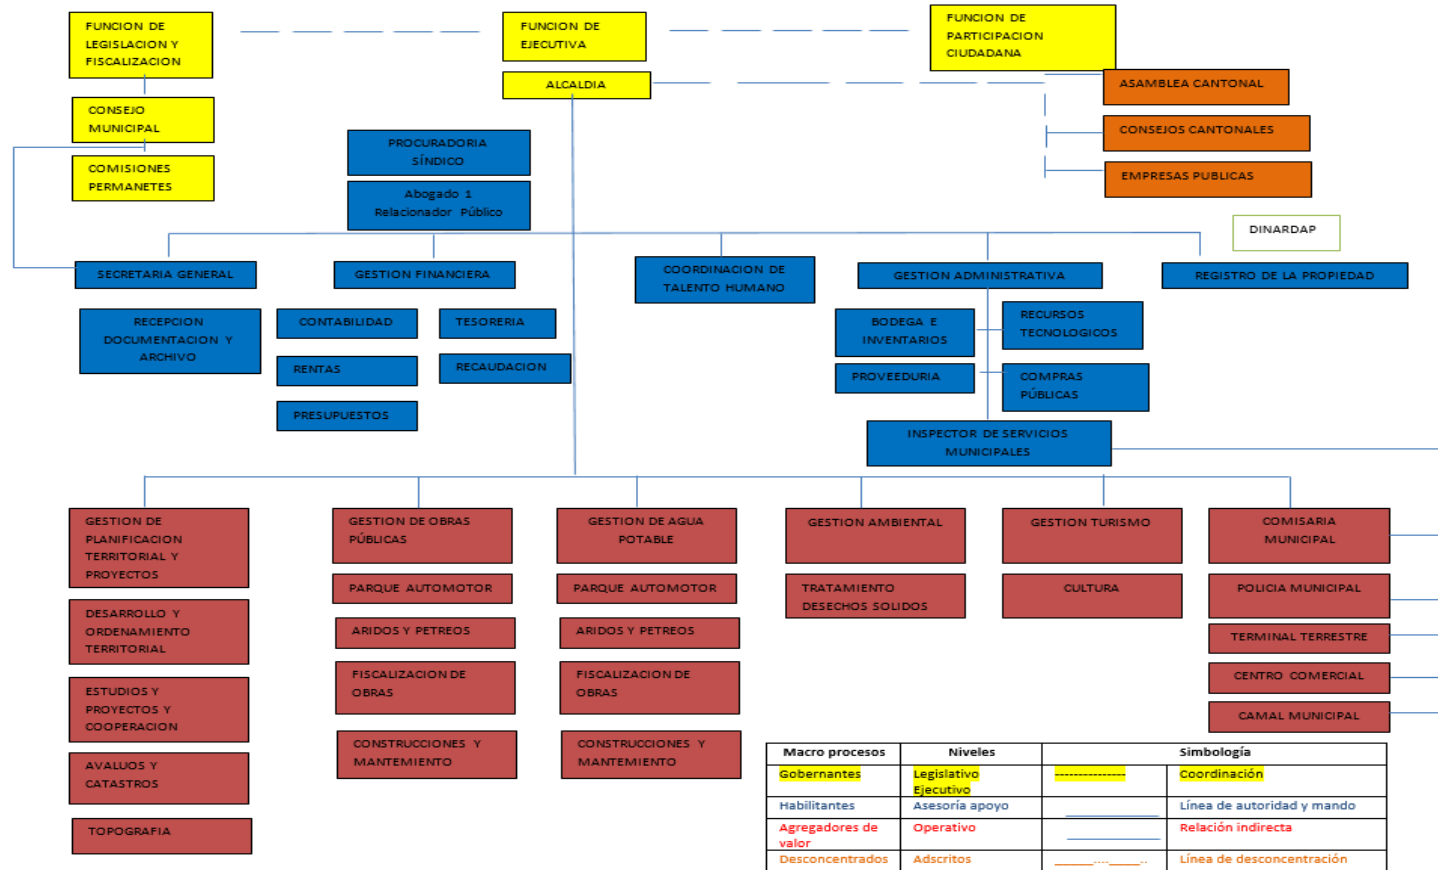 FUNCION DE
LEGISLACION Y
FISCALIZACION
FUNCION DE
EJECUTIVA
FUNCION DE
PARTICIPACION
CIUDADANA
ALCALDIA
ASAMBLEA CANTONAL
CONSEJO
MUNICIPAL
CONSEJOS CANTONALES
COMISIONES
PERMANETES
EMPRESAS PUBLICAS
PROCURADORIA
SÍNDICO
Abogado 1
Relacionador Público
DINARDAP
SECRETARIA GENERAL
GESTION FINANCIERA
COORDINACION DE
TALENTO HUMANO
GESTION ADMINISTRATIVA
REGISTRO DE LA PROPIEDAD
RECEPCION
DOCUMENTACION Y
ARCHIVO
CONTABILIDAD
TESORERIA
RENTAS
RECAUDACION
PRESUPUESTOS
BODEGA E
INVENTARIOS
RECURSOS
TECNOLOGICOS
PROVEEDURIA
COMPRAS
PÚBLICAS
INSPECTOR DE SERVICIOS
MUNICIPALES
GESTION DE
PLANIFICACION
TERRITORIAL Y
PROYECTOS
DESARROLLO Y
ORDENAMIENTO
TERRITORIAL
ESTUDIOS Y
PROYECTOS Y
COOPERACION
AVALUOS Y
CATASTROS
TOPOGRAFIA
GESTION DE OBRAS
PÚBLICAS
PARQUE AUTOMOTOR
ARIDOS Y PETREOS
FISCALIZACION DE
OBRAS
CONSTRUCCIONES Y
MANTEMIENTO
GESTION DE AGUA
POTABLE
PARQUE AUTOMOTOR
ARIDOS Y PETREOS
FISCALIZACION DE
OBRAS
CONSTRUCCIONES Y
MANTEMIENTO
GESTION AMBIENTAL
TRATAMIENTO
DESECHOS SOLIDOS
GESTION TURISMO
CULTURA
COMISARIA
MUNICIPAL
POLICIA MUNICIPAL
TERMINAL TERRESTRE
CENTRO COMERCIAL
CAMAL MUNICIPAL
Macro procesos Niveles Simbología
Gobernantes Legislativo Ejecutivo --------------- Coordinación
Habilitantes Asesoría apoyo Línea de autoridad y mando
Agregadores de valor Operativo Relación indirecta
Desconcentrados Adscritos _____...._____.. Línea de desconcentración